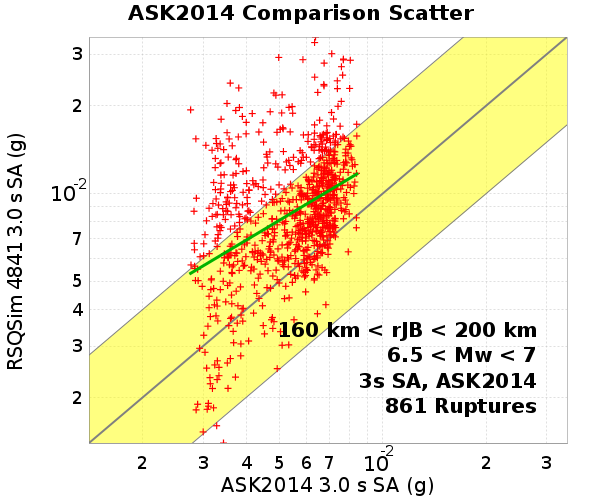 ASK2014 Comparison Scatter
RSQSim 4841 3.0 s SA (g)
3
2
10-2
7
5
4
3
2
160 km < rJB < 200 km
6.5 < Mw < 7
3s SA, ASK2014
861 Ruptures
2 3 4 5 6 7 10-2 2 3
ASK2014 3.0 s SA (g)